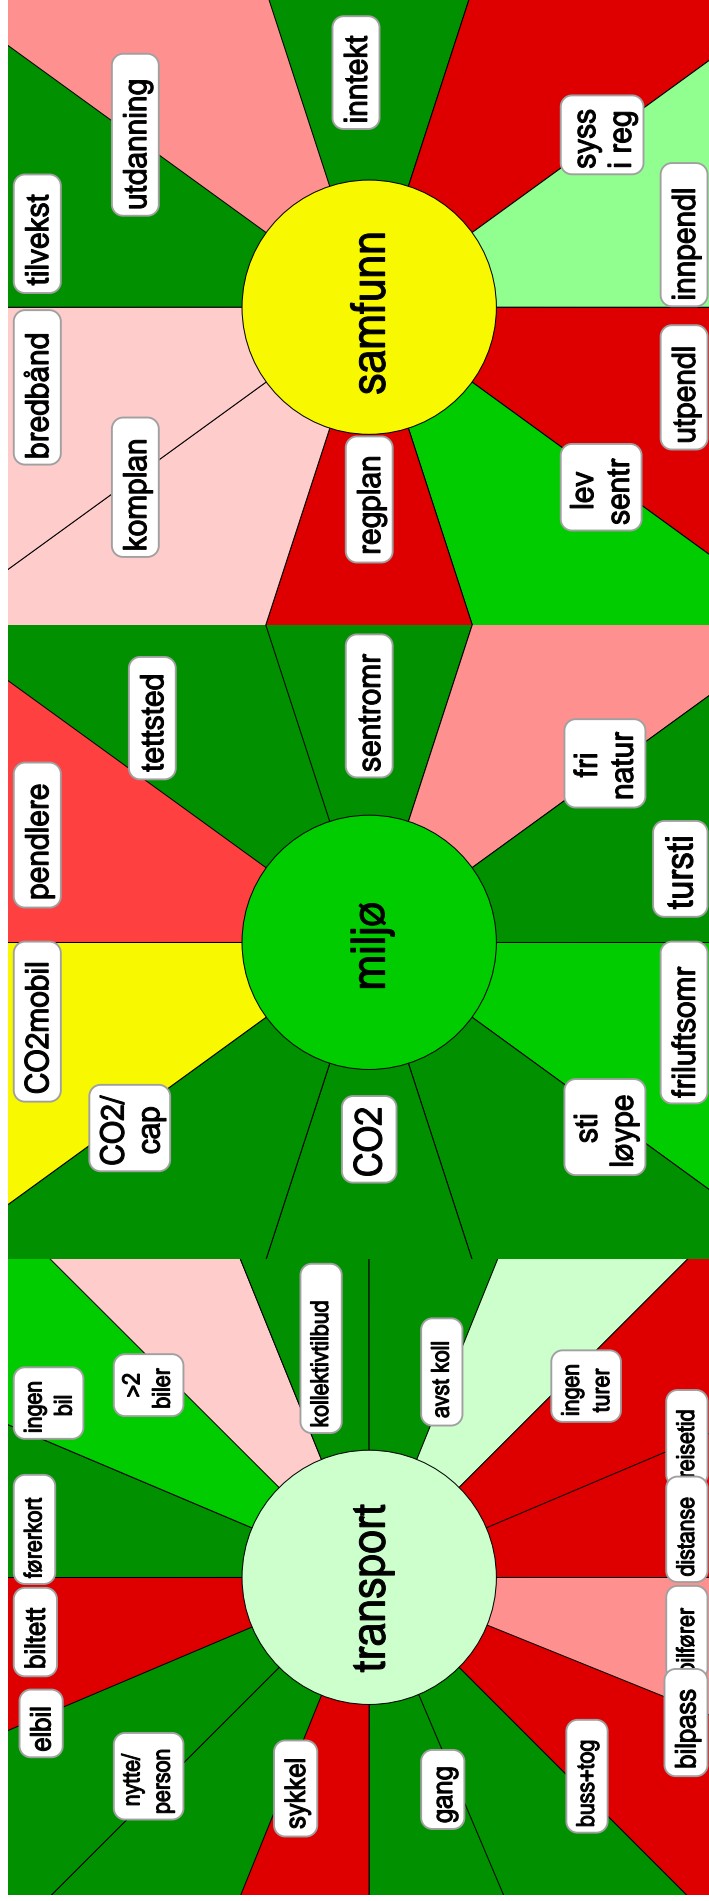 transport
biltett
førerkort
ingen
bil
>2
biler
kollektivtilbud
avst koll
ingen
turer
reisetid
distanse
bilfører
bilpass
buss+tog
gang
sykkel
nytte/
person
elbil
miljø
CO2mobil
pendlere
tettsted
sentromr
fri
natur
tursti
friluftsomr
sti
løype
CO2
CO2/
cap
samfunn
bredbånd
tilvekst
utdanning
inntekt
syss
i reg
innpendl
utpendl
lev
sentr
regplan
komplan